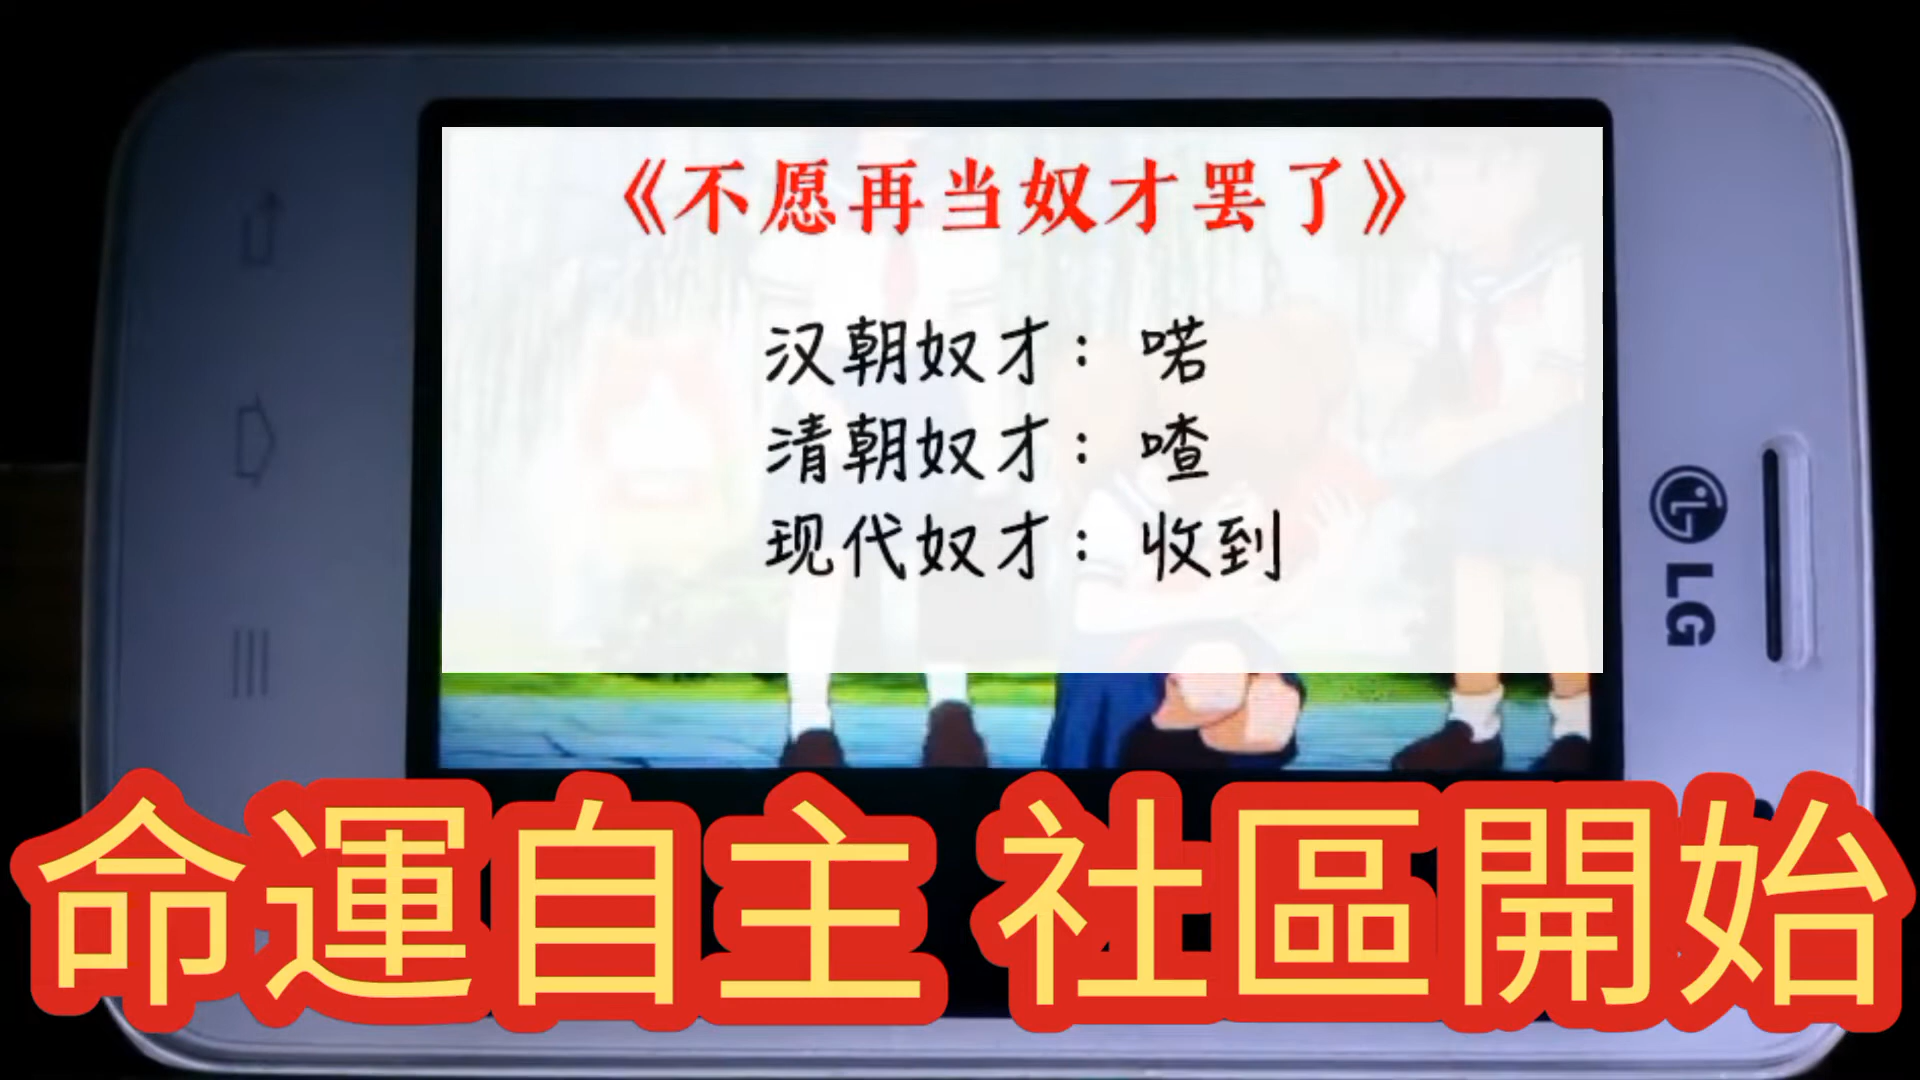 《不愿再当奴才罢了》
汉朝奴才：喏
清朝奴才：喳
现代奴才：收到
LG
命運自主 社區開始